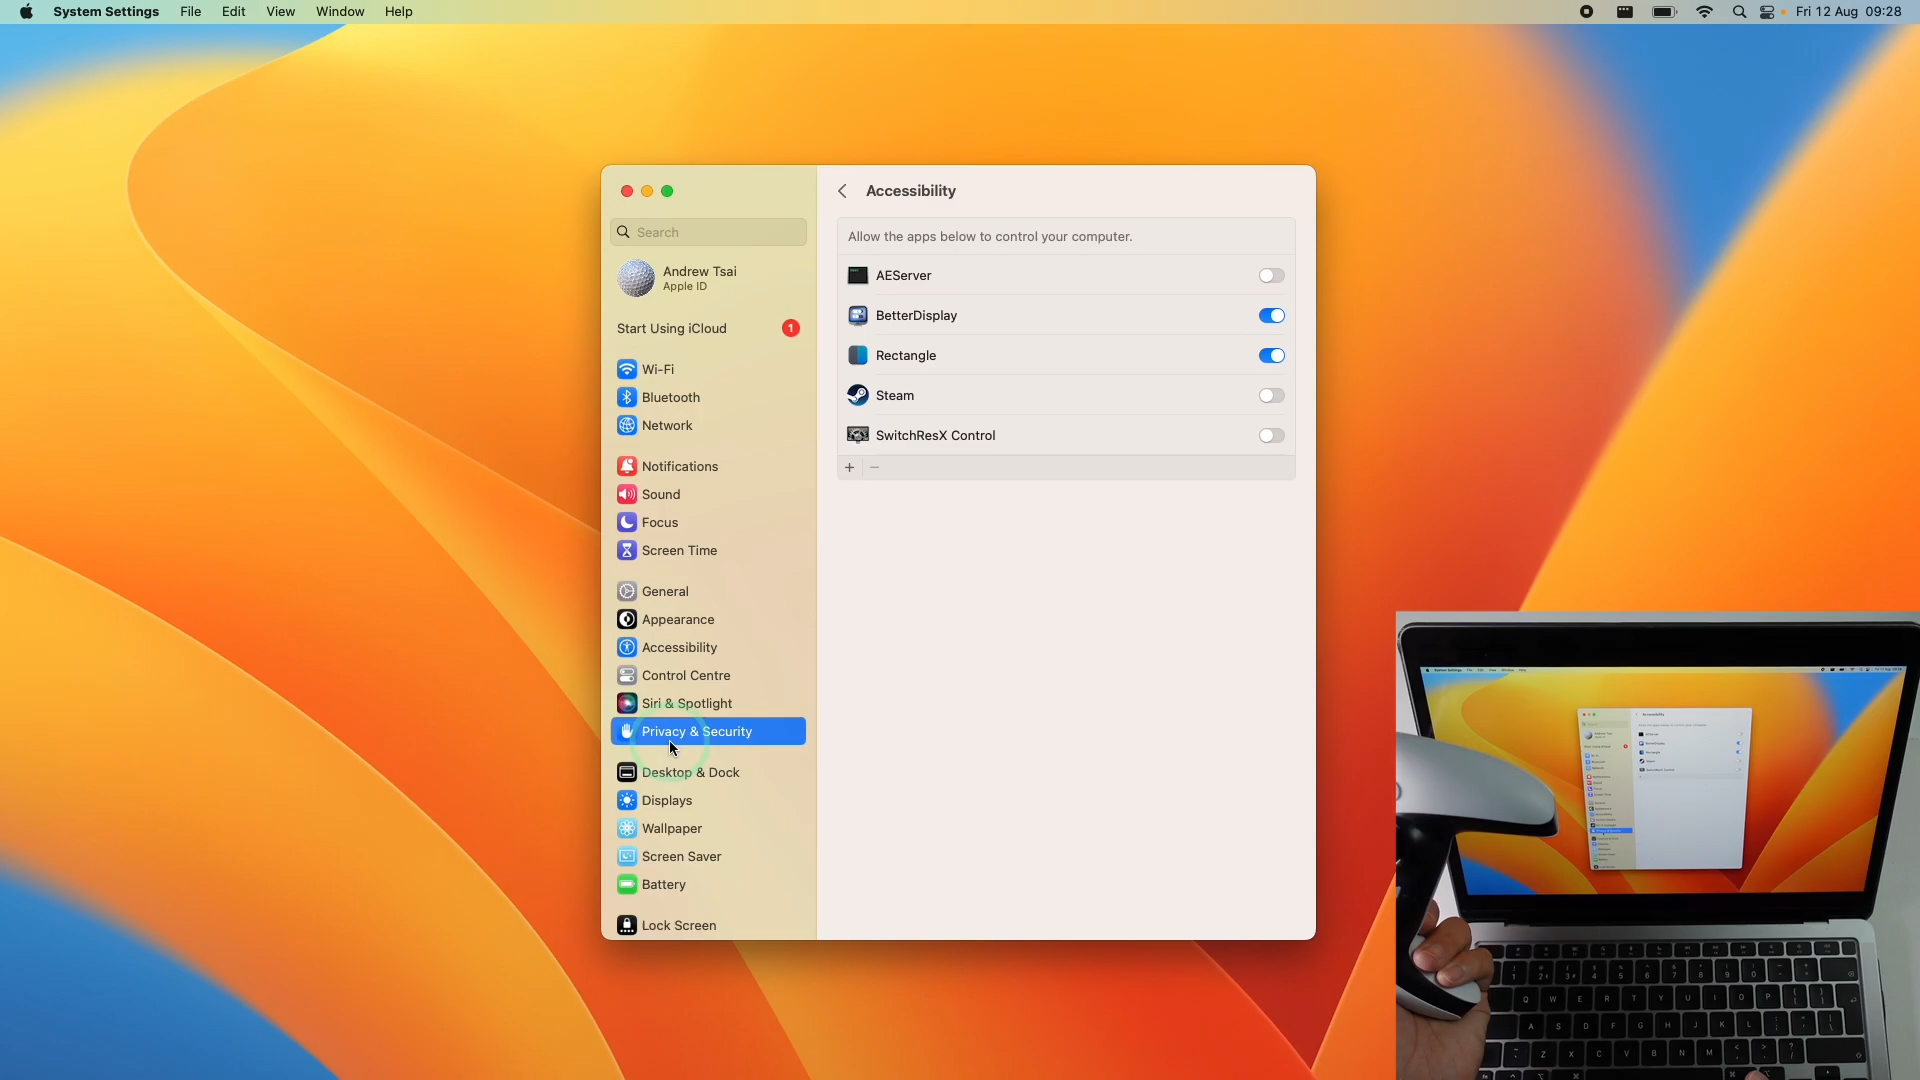 System Settings File Edit View Window Help Fri 12 Aug 09:28
Accessibility
Search
Allow the apps below to control your computer.
Andrew Tsai
Apple ID
AEServer
BetterDisplay
Start Using iCloud 1
Rectangle
Wi-Fi
Bluetooth
Steam
Network
SwitchResX Control
+ −
Notifications
Sound
Focus
Screen Time
General
Appearance
Accessibility
Control Centre
Siri & Spotlight
Privacy & Security
Desktop & Dock
Displays
Wallpaper
Screen Saver
Battery
Lock Screen
Q W E R T Y U I O P
A S D F G H J K L
Z X C V B N M